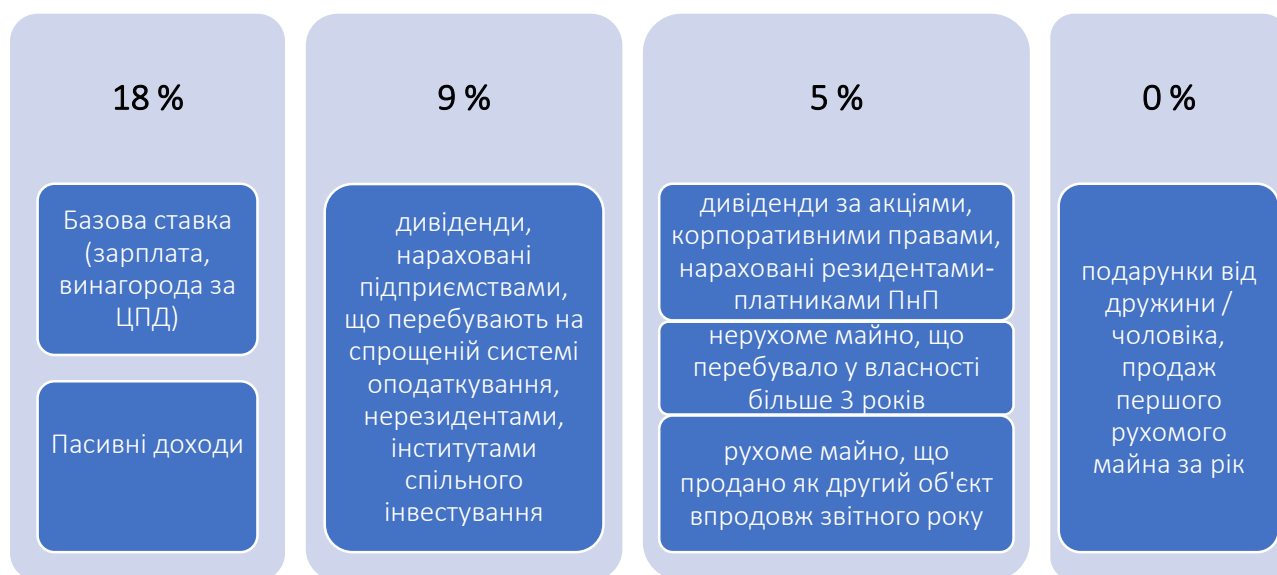 18 %
Базова ставка
(зарплата,
винагорода за
ЦПД)
Пасивні доходи
9 %
дивіденди,
нараховані
підприємствами,
що перебувають на
спрощеній системі
оподаткування,
нерезидентами,
інститутами
спільного
інвестування
5 %
дивіденди за акціями,
корпоративними правами,
нараховані резидентами-
платниками ПнП
нерухоме майно, що
перебувало у власності
більше 3 років
рухоме майно, що
продано як другий об'єкт
впродовж звітного року
0 %
подарунки від
дружини /
чоловіка,
продаж
першого
рухомого
майна за рік